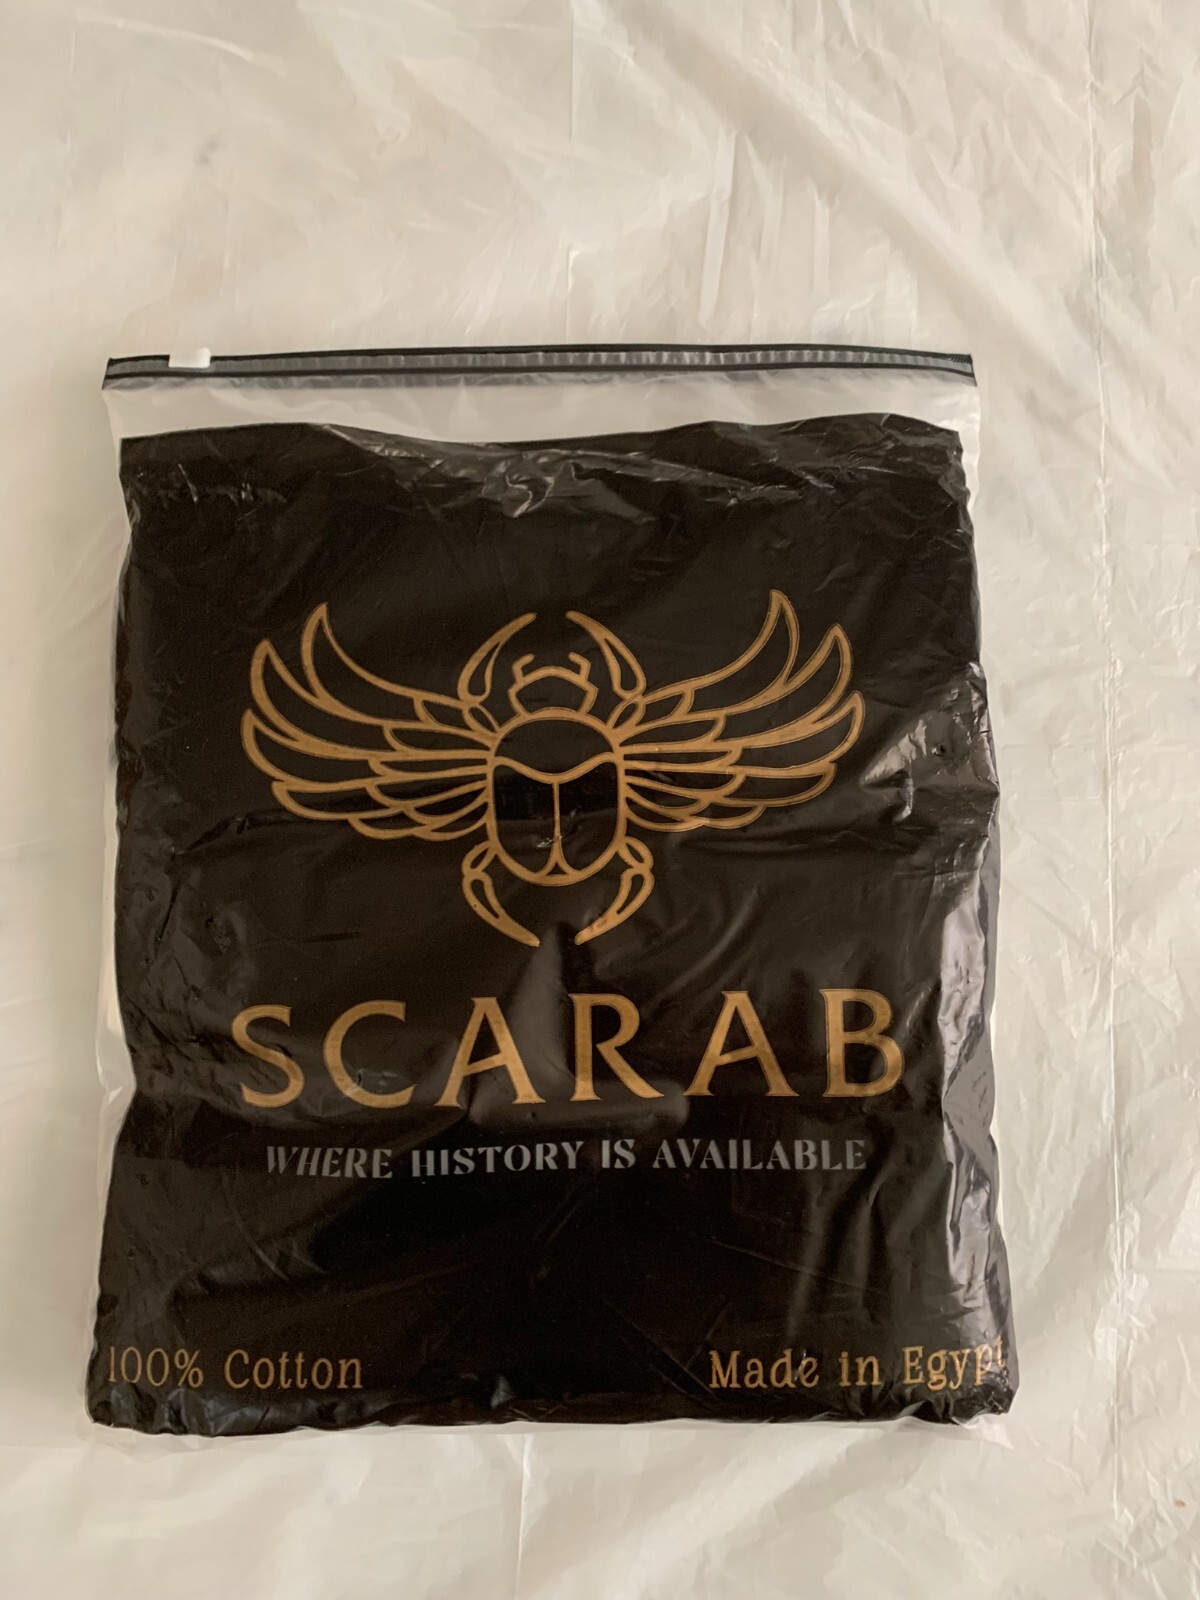 SCARAB
WHERE HISTORY IS AVAILABLE
100% Cotton
Made in Egypt